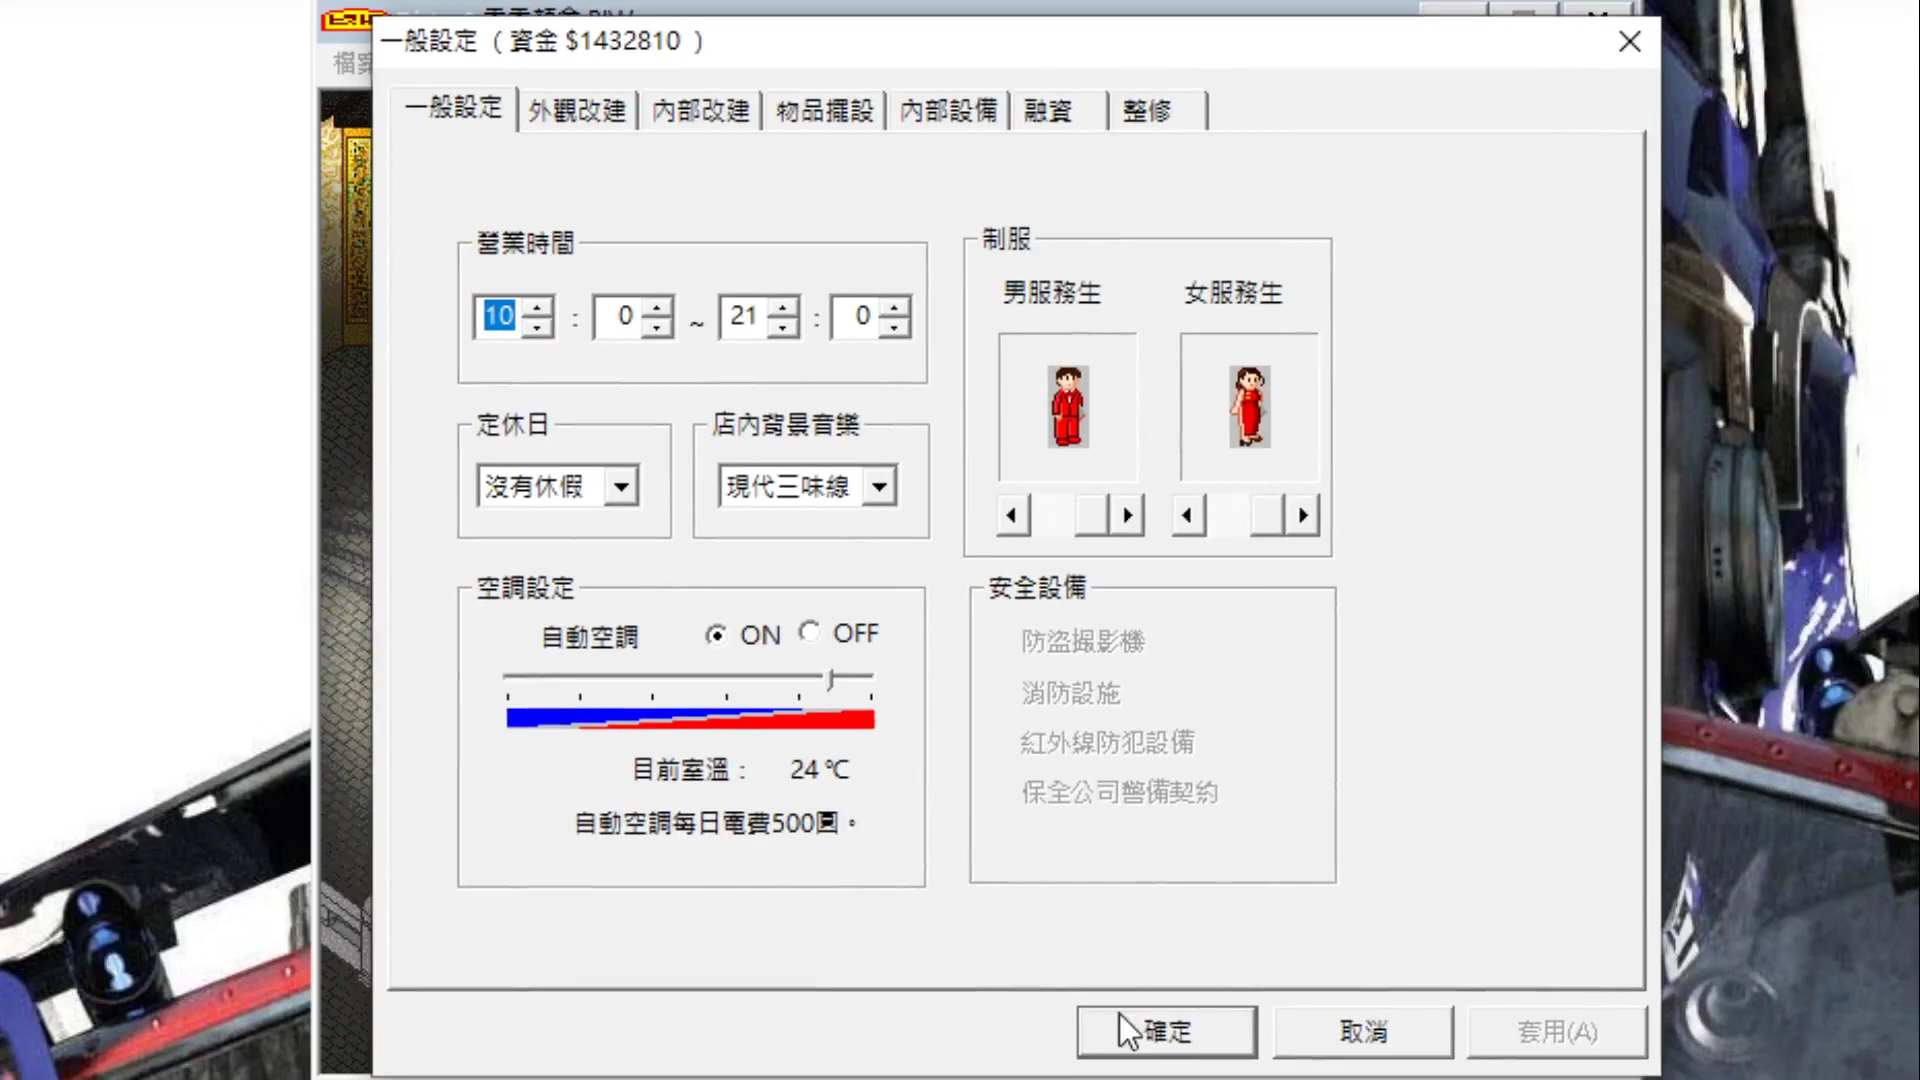 一般設定 ( 資金 $1432810 )
檔案
一般設定 外觀改建 內部改建 物品擺設 內部設備 融資 整修
營業時間
10 : 0 ~ 21 : 0
制服
男服務生 女服務生
定休日
沒有休假
店內背景音樂
現代三味線
空調設定
自動空調 ON OFF
目前室溫： 24 ℃
自動空調每日電費500圓。
安全設備
防盜攝影機
消防設施
紅外線防犯設備
保全公司警備契約
確定 取消 套用(A)